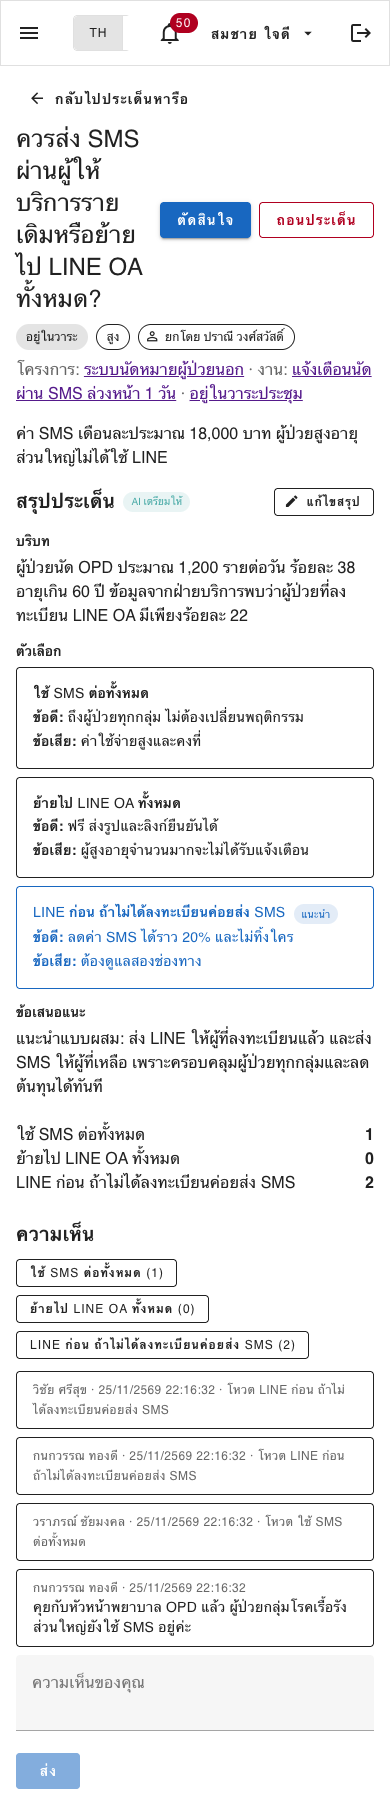 TH
50
สมชาย ใจดี
กลับไปประเด็นหารือ
ควรส่ง SMS
ผ่านผู้ให้
บริการราย
เดิมหรือย้าย
ไป LINE OA
ทั้งหมด?
ตัดสินใจ
ถอนประเด็น
อยู่ในวาระ
สูง
ยกโดย ปราณี วงศ์สวัสดิ์
โครงการ: ระบบนัดหมายผู้ป่วยนอก · งาน: แจ้งเตือนนัด
ผ่าน SMS ล่วงหน้า 1 วัน · อยู่ในวาระประชุม
ค่า SMS เดือนละประมาณ 18,000 บาท ผู้ป่วยสูงอายุ
ส่วนใหญ่ไม่ได้ใช้ LINE
สรุปประเด็น
AI เตรียมให้
แก้ไขสรุป
บริบท
ผู้ป่วยนัด OPD ประมาณ 1,200 รายต่อวัน ร้อยละ 38
อายุเกิน 60 ปี ข้อมูลจากฝ่ายบริการพบว่าผู้ป่วยที่ลง
ทะเบียน LINE OA มีเพียงร้อยละ 22
ตัวเลือก
ใช้ SMS ต่อทั้งหมด
ข้อดี: ถึงผู้ป่วยทุกกลุ่ม ไม่ต้องเปลี่ยนพฤติกรรม
ข้อเสีย: ค่าใช้จ่ายสูงและคงที่
ย้ายไป LINE OA ทั้งหมด
ข้อดี: ฟรี ส่งรูปและลิงก์ยืนยันได้
ข้อเสีย: ผู้สูงอายุจำนวนมากจะไม่ได้รับแจ้งเตือน
LINE ก่อน ถ้าไม่ได้ลงทะเบียนค่อยส่ง SMS
แนะนำ
ข้อดี: ลดค่า SMS ได้ราว 20% และไม่ทิ้งใคร
ข้อเสีย: ต้องดูแลสองช่องทาง
ข้อเสนอแนะ
แนะนำแบบผสม: ส่ง LINE ให้ผู้ที่ลงทะเบียนแล้ว และส่ง
SMS ให้ผู้ที่เหลือ เพราะครอบคลุมผู้ป่วยทุกกลุ่มและลด
ต้นทุนได้ทันที
ใช้ SMS ต่อทั้งหมด 1
ย้ายไป LINE OA ทั้งหมด 0
LINE ก่อน ถ้าไม่ได้ลงทะเบียนค่อยส่ง SMS 2
ความเห็น
ใช้ SMS ต่อทั้งหมด (1)
ย้ายไป LINE OA ทั้งหมด (0)
LINE ก่อน ถ้าไม่ได้ลงทะเบียนค่อยส่ง SMS (2)
วิชัย ศรีสุข · 25/11/2569 22:16:32 · โหวต LINE ก่อน ถ้าไม่
ได้ลงทะเบียนค่อยส่ง SMS
กนกวรรณ ทองดี · 25/11/2569 22:16:32 · โหวต LINE ก่อน
ถ้าไม่ได้ลงทะเบียนค่อยส่ง SMS
วราภรณ์ ชัยมงคล · 25/11/2569 22:16:32 · โหวต ใช้ SMS
ต่อทั้งหมด
กนกวรรณ ทองดี · 25/11/2569 22:16:32
คุยกับหัวหน้าพยาบาล OPD แล้ว ผู้ป่วยกลุ่มโรคเรื้อรัง
ส่วนใหญ่ยังใช้ SMS อยู่ค่ะ
ความเห็นของคุณ
ส่ง